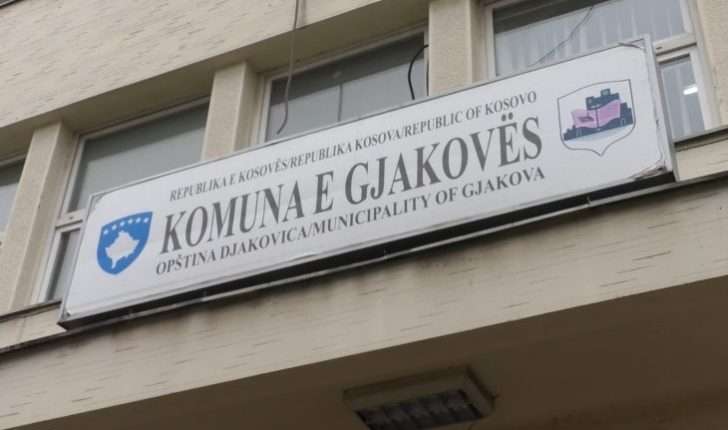 REPUBLIKA E KOSOVËS/REPUBLIKA KOSOVA/REPUBLIC OF KOSOVO
KOMUNA E GJAKOVËS
OPŠTINA DJAKOVICA/MUNICIPALITY OF GJAKOVA